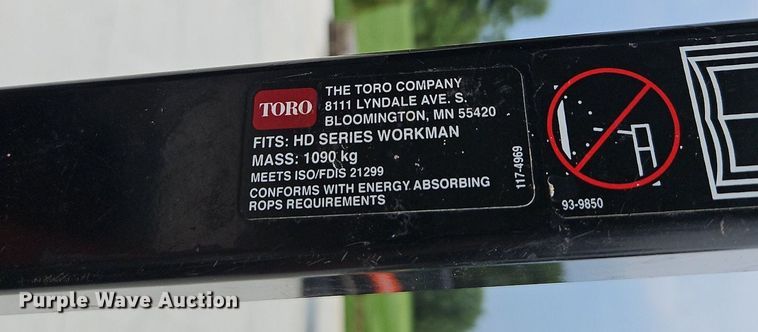 TORO
THE TORO COMPANY
8111 LYNDALE AVE. S.
BLOOMINGTON, MN 55420
FITS: HD SERIES WORKMAN
MASS: 1090 kg
MEETS ISO/FDIS 21299
CONFORMS WITH ENERGY ABSORBING
ROPS REQUIREMENTS
117-4969
93-9850
Purple Wave Auction